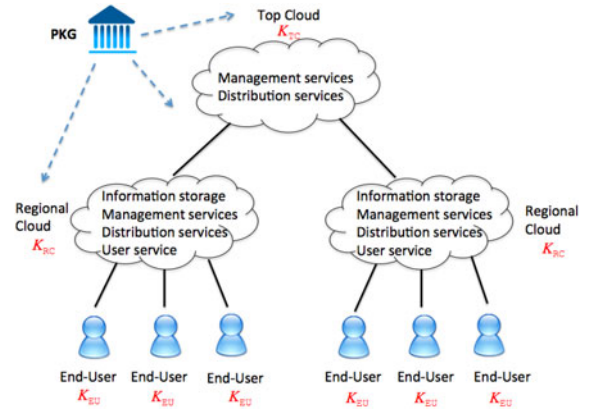 PKG
Top Cloud
K_TC
Management services
Distribution services
Regional
Cloud
K_RC
Information storage
Management services
Distribution services
User service
Information storage
Management services
Distribution services
User service
Regional
Cloud
K_RC
End-User End-User End-User End-User End-User End-User
K_EU K_EU K_EU K_EU K_EU K_EU